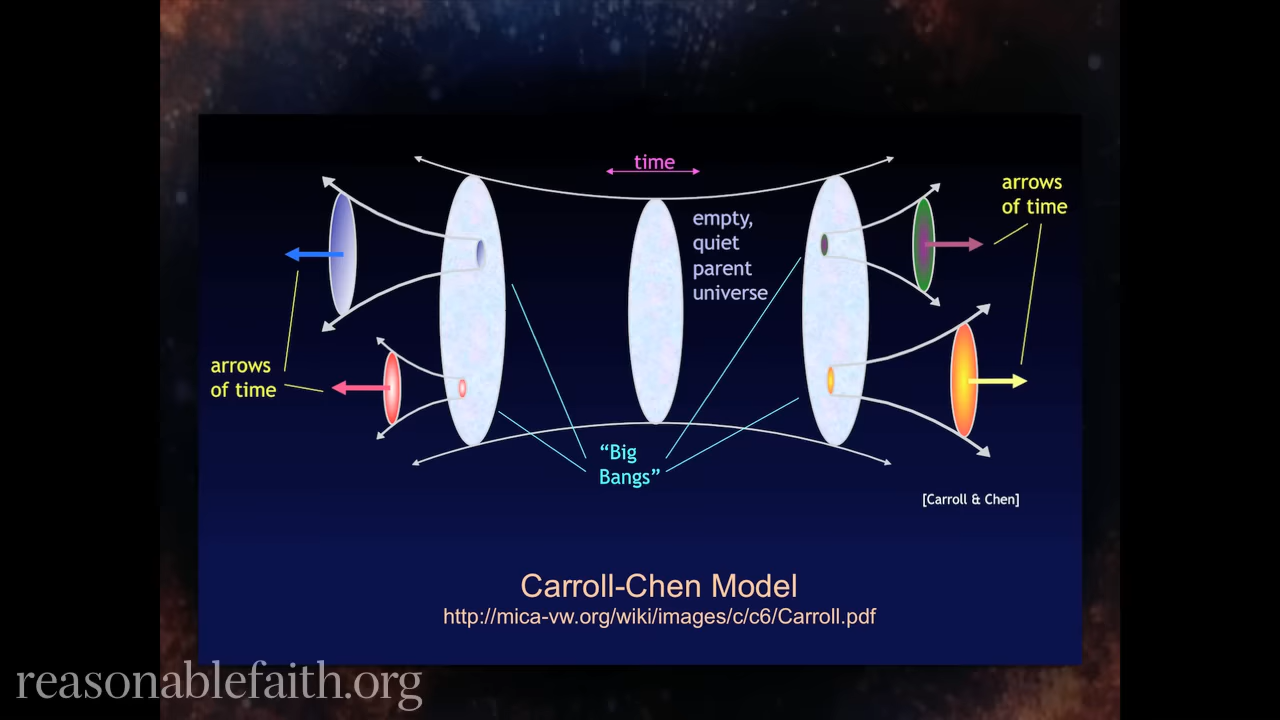 time
arrows
of time
empty,
quiet
parent
universe
arrows
of time
“Big
Bangs”
[Carroll & Chen]
Carroll-Chen Model
http://mica-vw.org/wiki/images/c/c6/Carroll.pdf
reasonablefaith.org